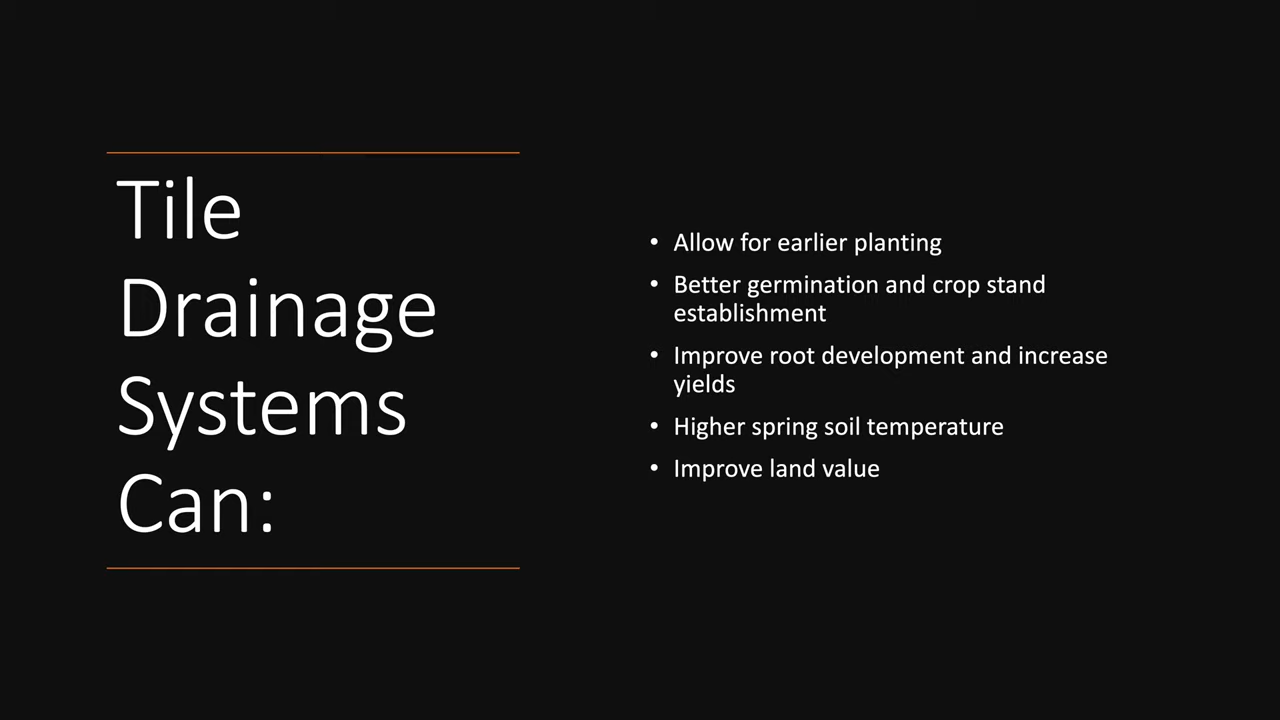 Tile
Drainage
Systems
Can:
• Allow for earlier planting
• Better germination and crop stand
establishment
• Improve root development and increase
yields
• Higher spring soil temperature
• Improve land value